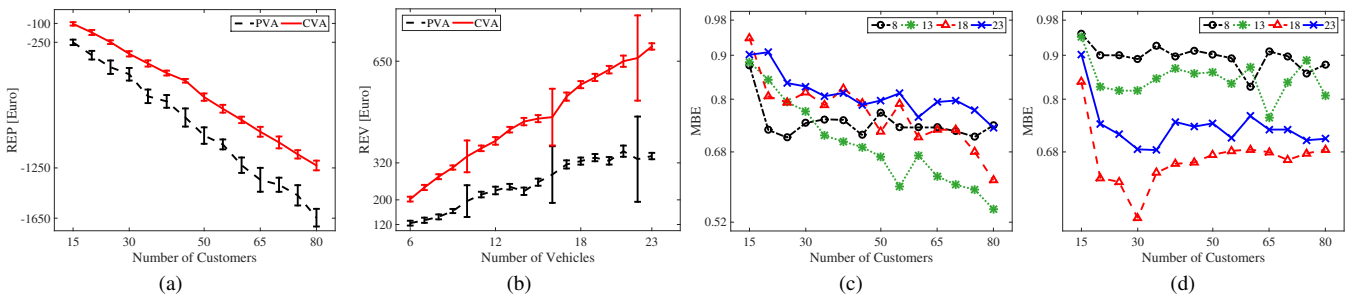 PVA CVA
REP [Euro]
-100
-250
-1250
-1650
15 30 50 65 80
Number of Customers
(a)
PVA CVA
REV [Euro]
650
320
200
120
6 12 18 23
Number of Vehicles
(b)
8 13 18 23
MBE
0.98
0.9
0.8
0.68
0.52
15 30 50 65 80
Number of Customers
(c)
8 13 18 23
MBE
0.98
0.9
0.8
0.68
15 30 50 65 80
Number of Customers
(d)